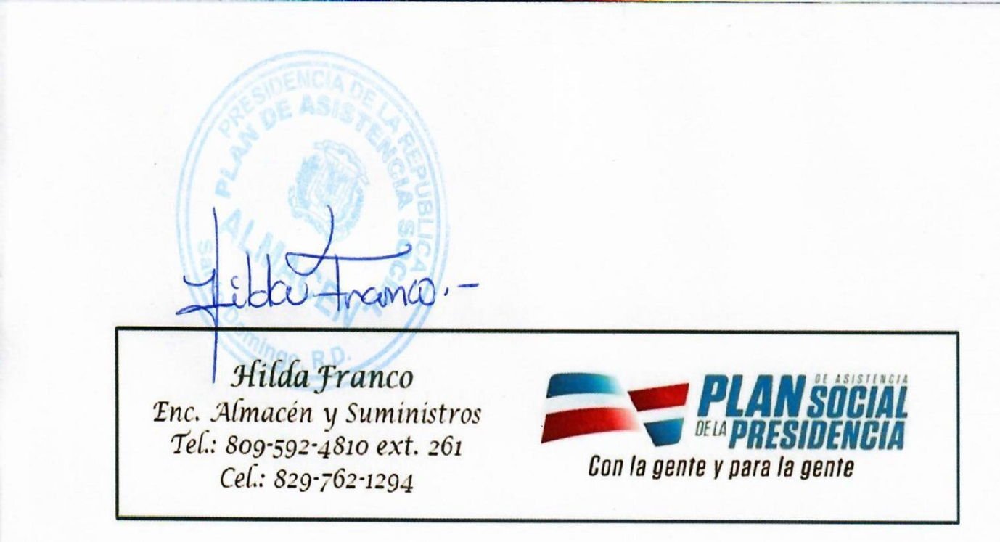 PRESIDENCIA DE LA REPUBLICA
PLAN DE ASISTENCIA SOCIAL
ALMACEN
Santo Domingo, R.D.
Hilda Franco.-
Hilda Franco
Enc. Almacén y Suministros
Tel.: 809-592-4810 ext. 261
Cel.: 829-762-1294
DE ASISTENCIA
PLAN SOCIAL
DE LA PRESIDENCIA
Con la gente y para la gente